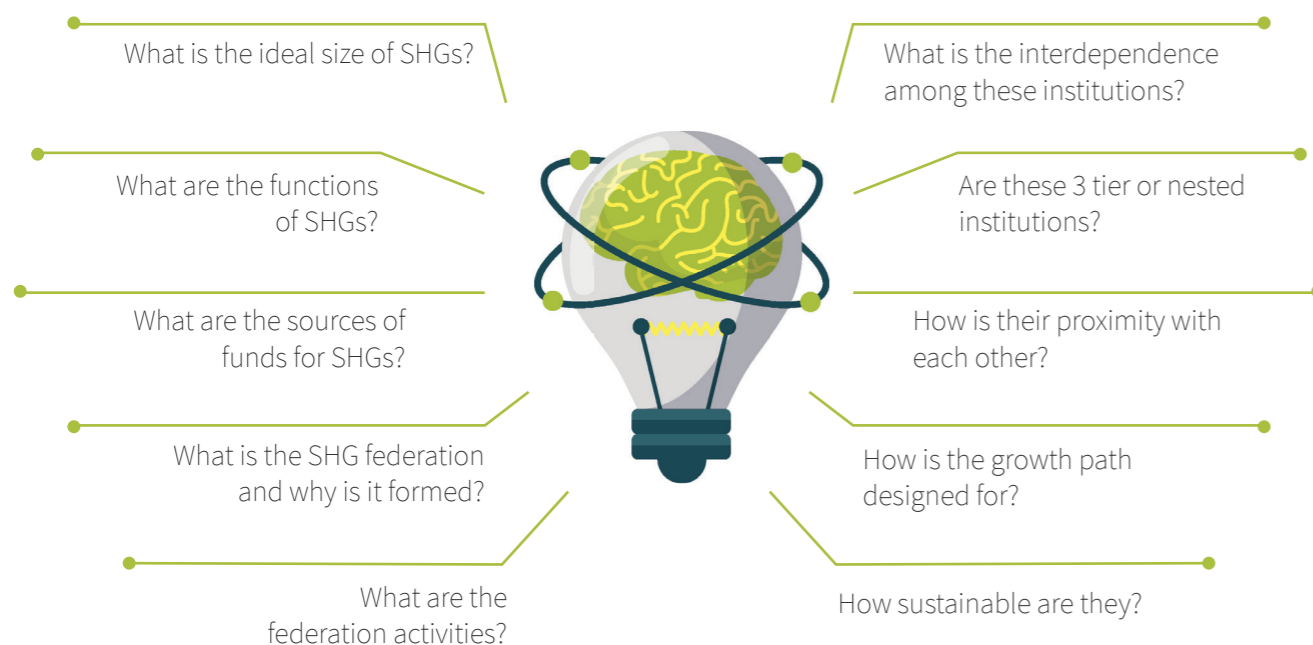 What is the ideal size of SHGs?
What are the functions
of SHGs?
What are the sources of
funds for SHGs?
What is the SHG federation
and why is it formed?
What are the
federation activities?
What is the interdependence
among these institutions?
Are these 3 tier or nested
institutions?
How is their proximity with
each other?
How is the growth path
designed for?
How sustainable are they?